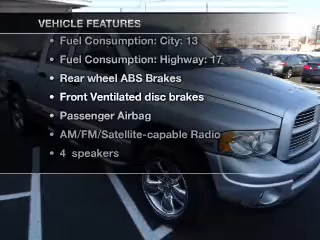 VEHICLE FEATURES
• Fuel Consumption: City: 13
• Fuel Consumption: Highway: 17
• Rear wheel ABS Brakes
• Front Ventilated disc brakes
• Passenger Airbag
• AM/FM/Satellite-capable Radio
• 4 speakers